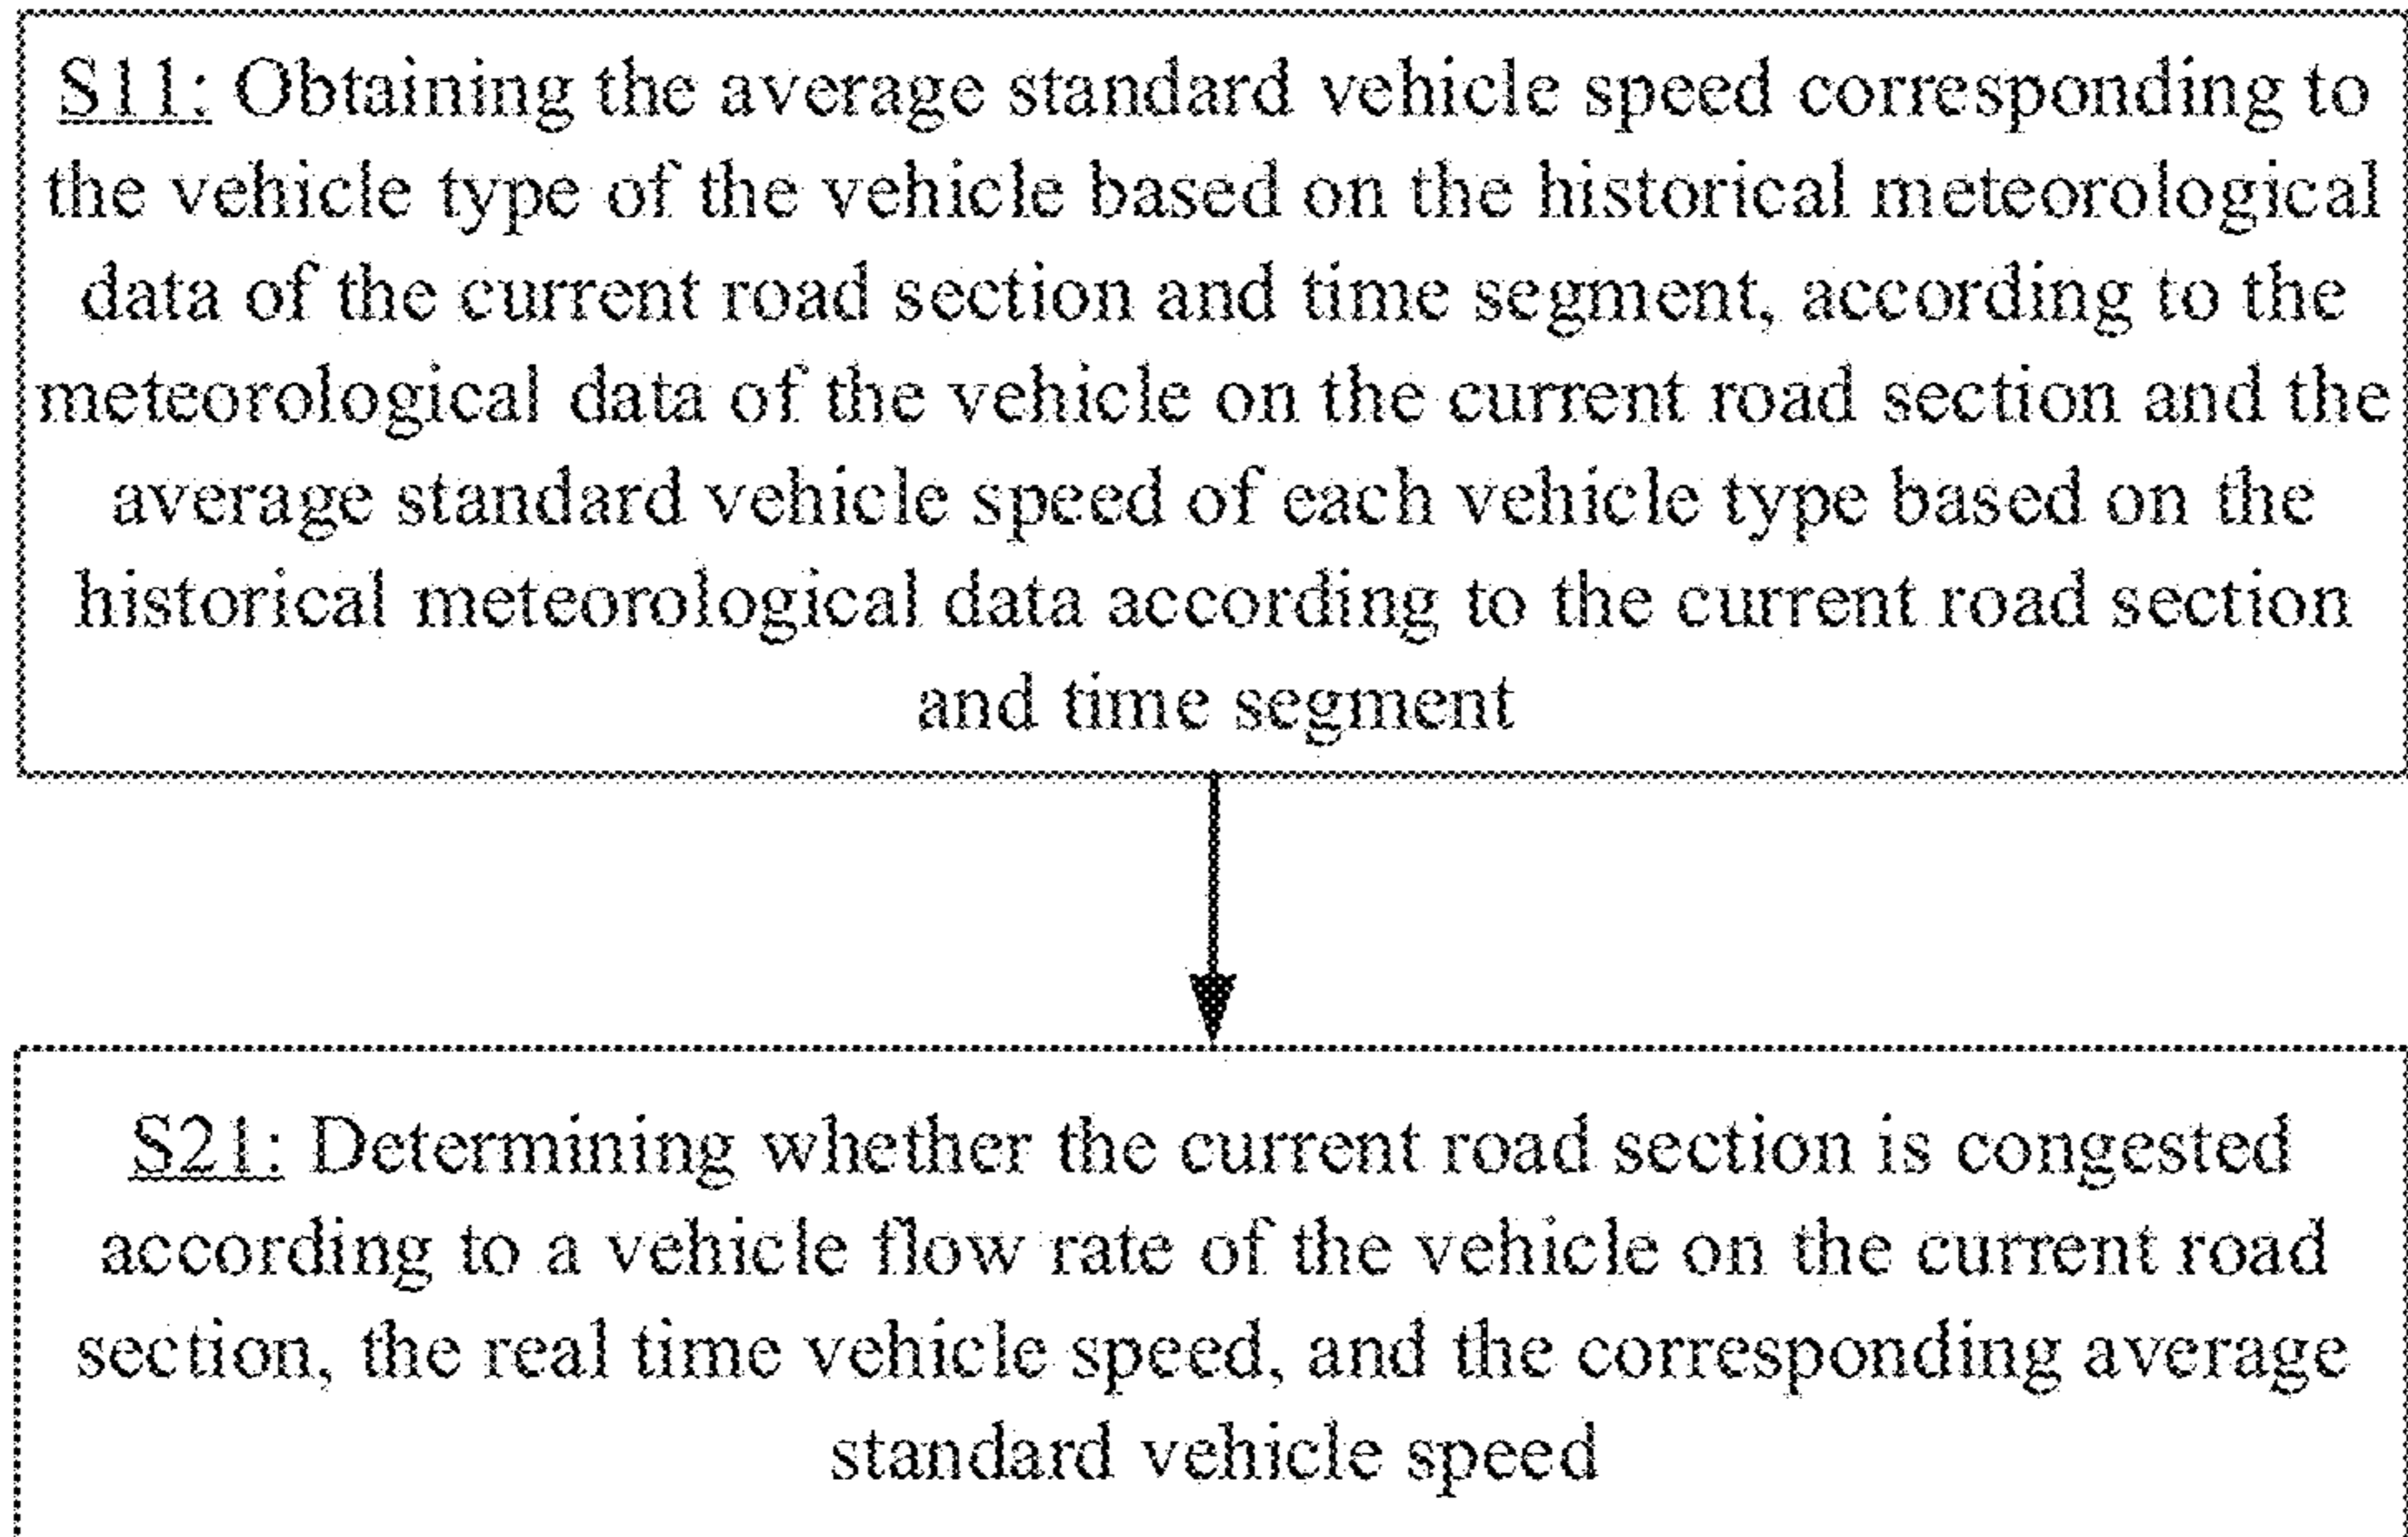 S11: Obtaining the average standard vehicle speed corresponding to
the vehicle type of the vehicle based on the historical meteorological
data of the current road section and time segment, according to the
meteorological data of the vehicle on the current road section and the
average standard vehicle speed of each vehicle type based on the
historical meteorological data according to the current road section
and time segment
S21: Determining whether the current road section is congested
according to a vehicle flow rate of the vehicle on the current road
section, the real time vehicle speed, and the corresponding average
standard vehicle speed